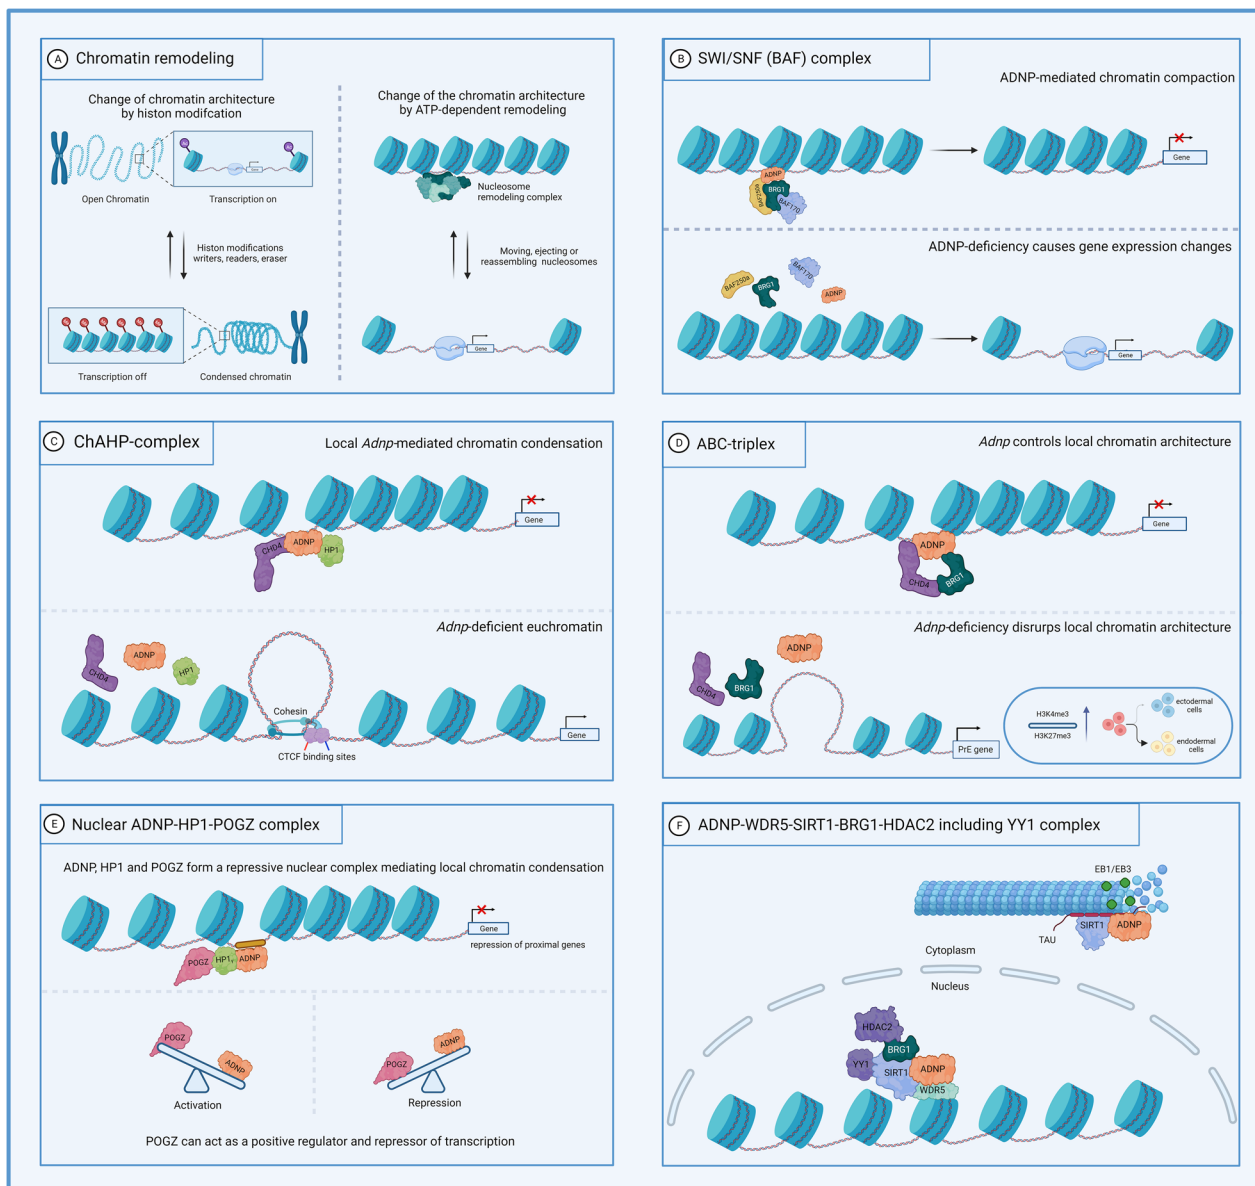 A Chromatin remodeling
Change of chromatin architecture
by histon modifcation
Ac
Ac
Gene
Open Chromatin
Transcription on
Histon modifications
writers, readers, eraser
Transcription off
Condensed chromatin
Change of the chromatin architecture
by ATP-dependent remodeling
Nucleosome
remodeling complex
Moving, ejecting or
reassembling nucleosomes
Gene
B SWI/SNF (BAF) complex
ADNP-mediated chromatin compaction
Gene
ADNP
BRG1
BAF250a
BAF170
ADNP-deficiency causes gene expression changes
BAF250a
BRG1
BAF170
ADNP
Gene
C ChAHP-complex
Local Adnp-mediated chromatin condensation
Gene
CHD4
ADNP
HP1
Adnp-deficient euchromatin
CHD4
ADNP
HP1
Cohesin
CTCF binding sites
Gene
D ABC-triplex
Adnp controls local chromatin architecture
Gene
ADNP
CHD4
BRG1
Adnp-deficiency disrurps local chromatin architecture
ADNP
CHD4
BRG1
PrE gene
H3K4me3
H3K27me3
ectodermal
cells
endodermal
cells
E Nuclear ADNP-HP1-POGZ complex
ADNP, HP1 and POGZ form a repressive nuclear complex mediating local chromatin condensation
Gene
repression of proximal genes
POGZ
HP1γ
ADNP
POGZ
ADNP
Activation
POGZ
ADNP
Repression
POGZ can act as a positive regulator and repressor of transcription
F ADNP-WDR5-SIRT1-BRG1-HDAC2 including YY1 complex
EB1/EB3
TAU
SIRT1
ADNP
Cytoplasm
Nucleus
HDAC2
BRG1
YY1
SIRT1
ADNP
WDR5